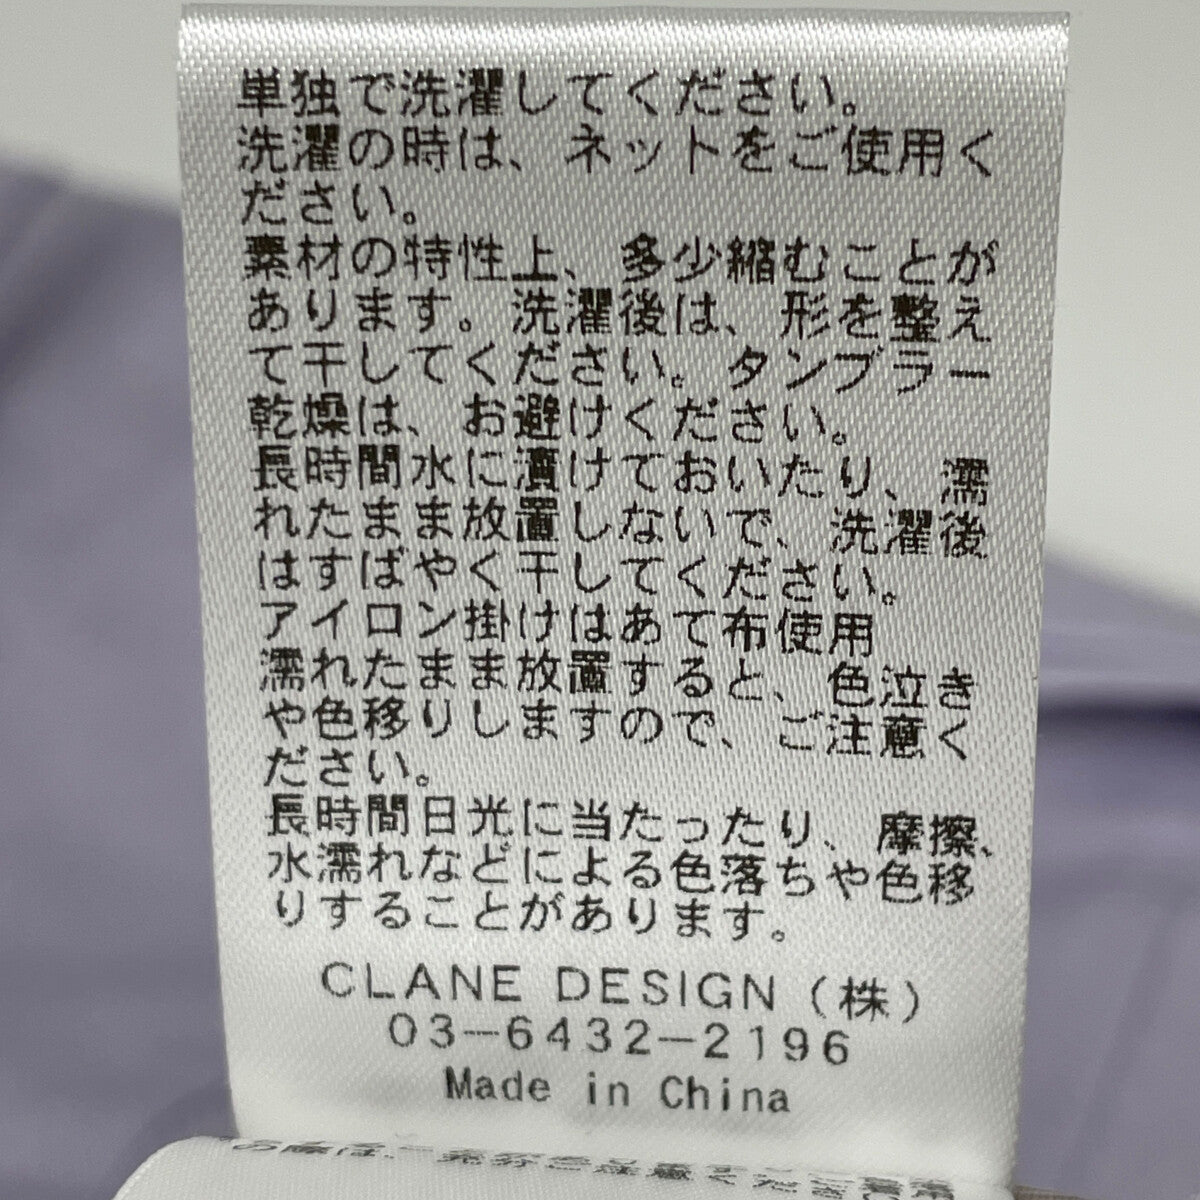 単独で洗濯してください。
洗濯の時は、ネットをご使用く
ださい。
素材の特性上、多少縮むことが
あります。洗濯後は、形を整え
て干してください。タンブラー
乾燥は、お避けください。
長時間水に漬けておいたり、濡
れたまま放置しないで、洗濯後
はすばやく干してください。
アイロン掛けはあて布使用
濡れたまま放置すると、色泣き
や色移りしますので、ご注意く
ださい。
長時間日光に当たったり、摩擦、
水濡れなどによる色落ちや色移
りすることがあります。
CLANE DESIGN (株)
03-6432-2196
Made in China